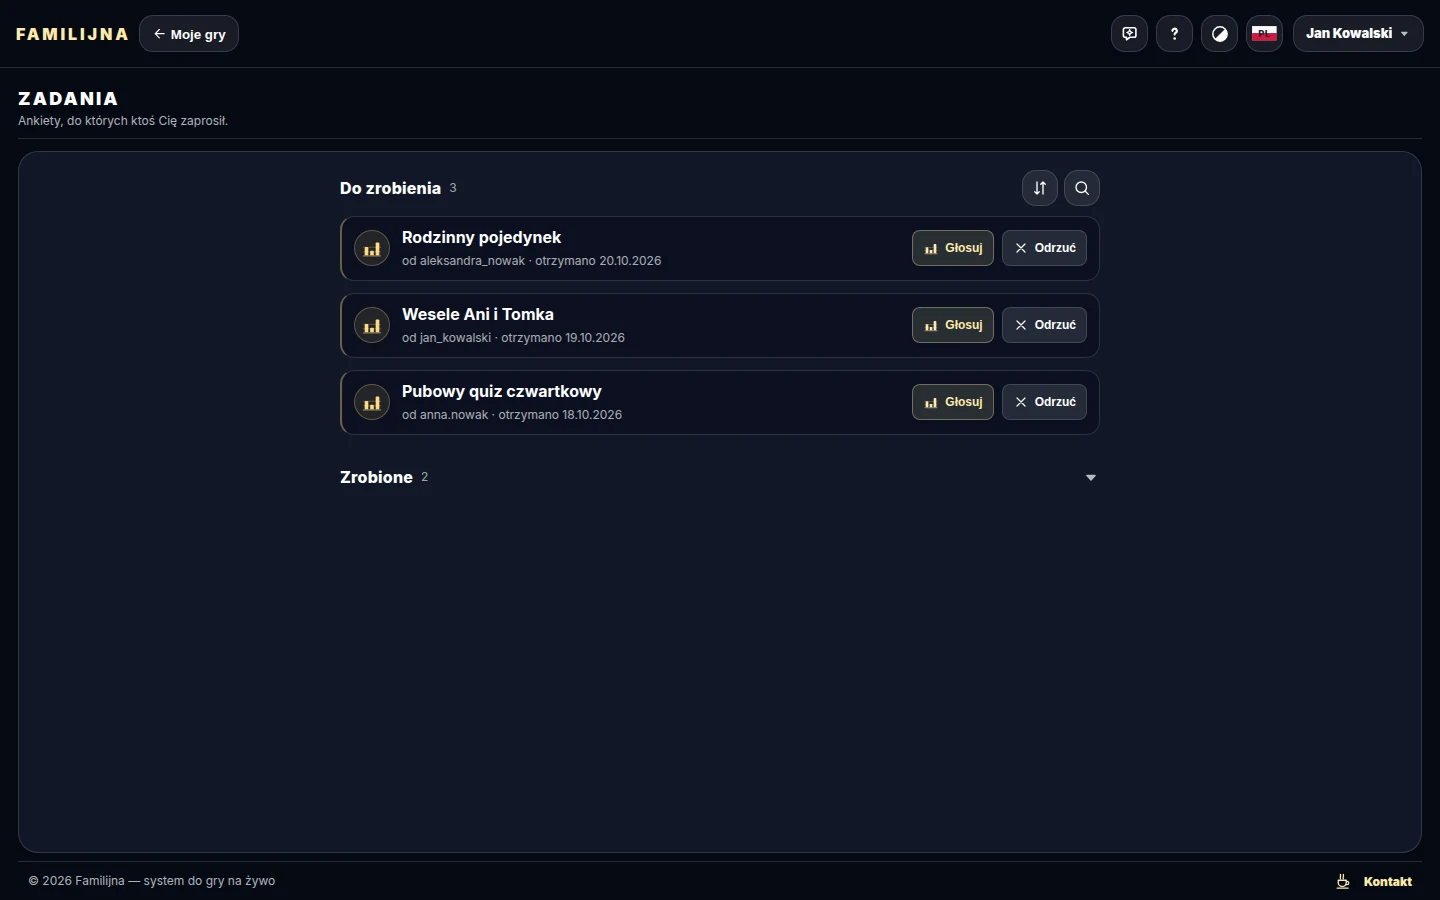 FAMILIJNA
← Moje gry
?
PL
Jan Kowalski
ZADANIA
Ankiety, do których ktoś Cię zaprosił.
Do zrobienia 3
Rodzinny pojedynek
od aleksandra_nowak · otrzymano 20.10.2026
Głosuj
Odrzuć
Wesele Ani i Tomka
od jan_kowalski · otrzymano 19.10.2026
Głosuj
Odrzuć
Pubowy quiz czwartkowy
od anna.nowak · otrzymano 18.10.2026
Głosuj
Odrzuć
Zrobione 2
© 2026 Familijna — system do gry na żywo
Kontakt